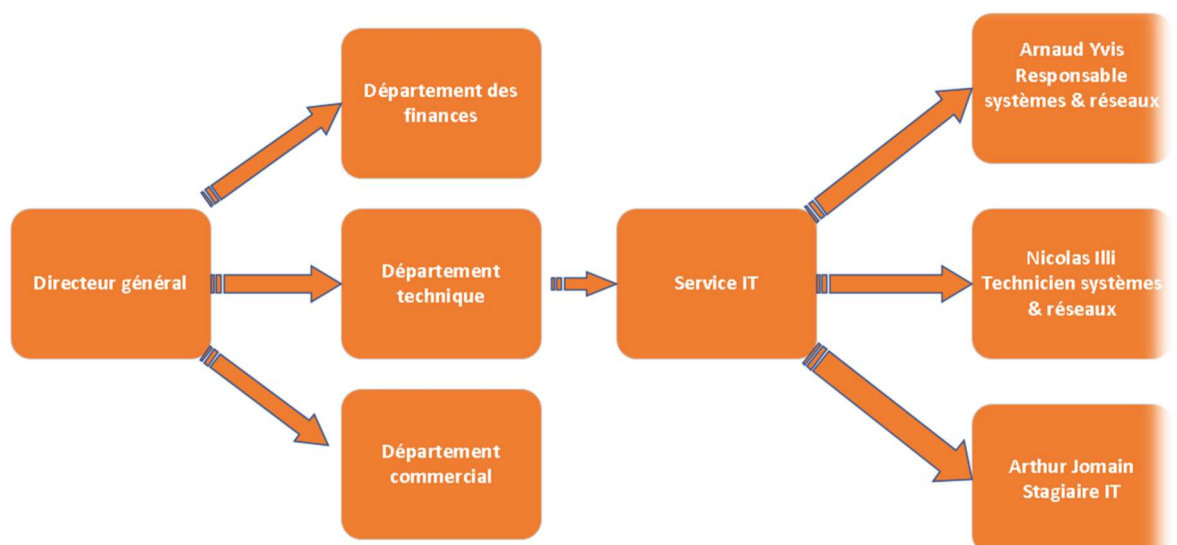 Directeur général
Département des
finances
Département
technique
Département
commercial
Service IT
Arnaud Yvis
Responsable
systèmes & réseaux
Nicolas Illi
Technicien systèmes
& réseaux
Arthur Jomain
Stagiaire IT